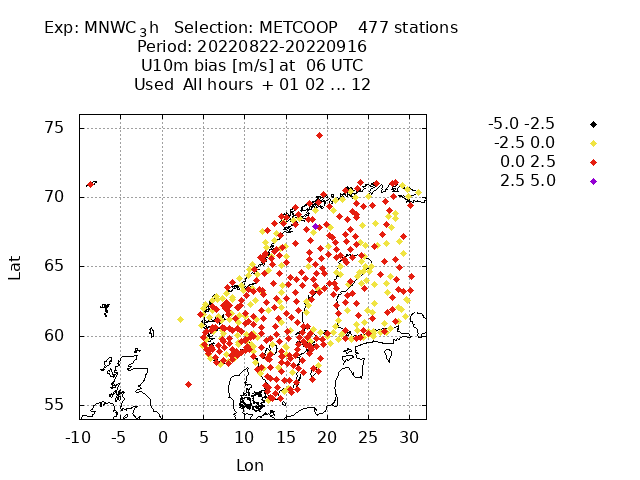 Exp: MNWC_3h Selection: METCOOP 477 stations
Period: 20220822-20220916
U10m bias [m/s] at 06 UTC
Used All hours + 01 02 ... 12
-5.0 -2.5
-2.5 0.0
0.0 2.5
2.5 5.0
75
70
65
60
55
Lat
-10 -5 0 5 10 15 20 25 30
Lon